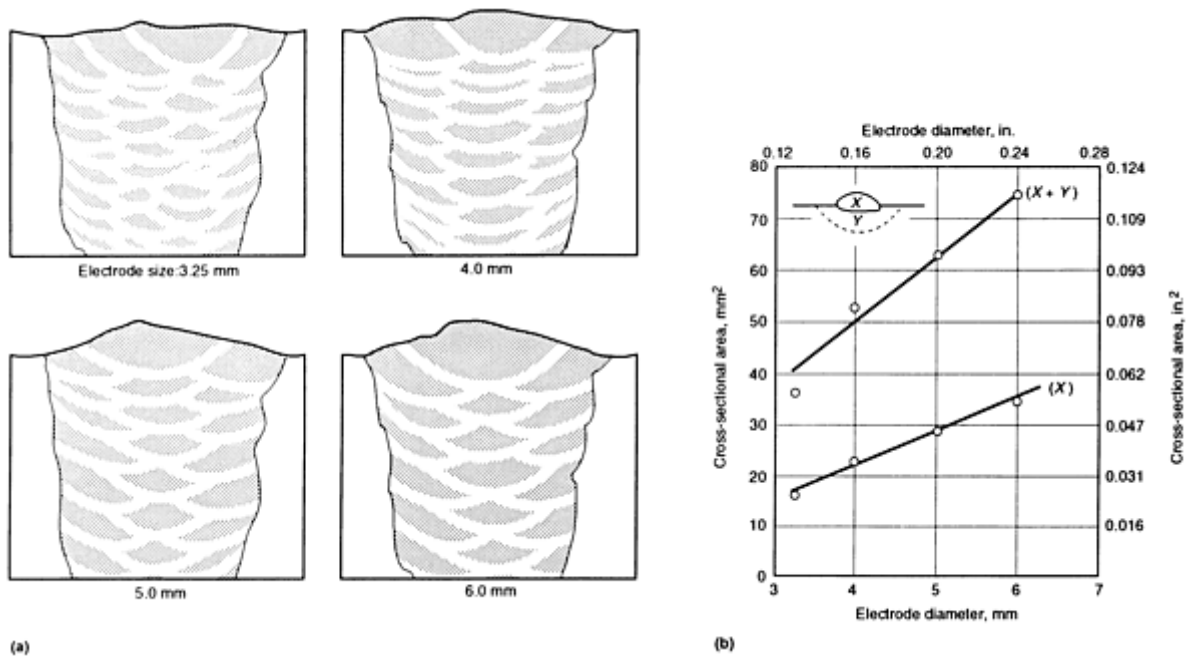 Electrode size:3.25 mm
4.0 mm
5.0 mm
6.0 mm
(a)
Electrode diameter, in.
0.12 0.16 0.20 0.24 0.28
Cross-sectional area, mm²
80
70
60
50
40
30
20
10
0
X
Y
(X + Y)
(X)
0.124
0.109
0.093
0.078
0.062
0.047
0.031
0.016
Cross-sectional area, in.²
3 4 5 6 7
Electrode diameter, mm
(b)